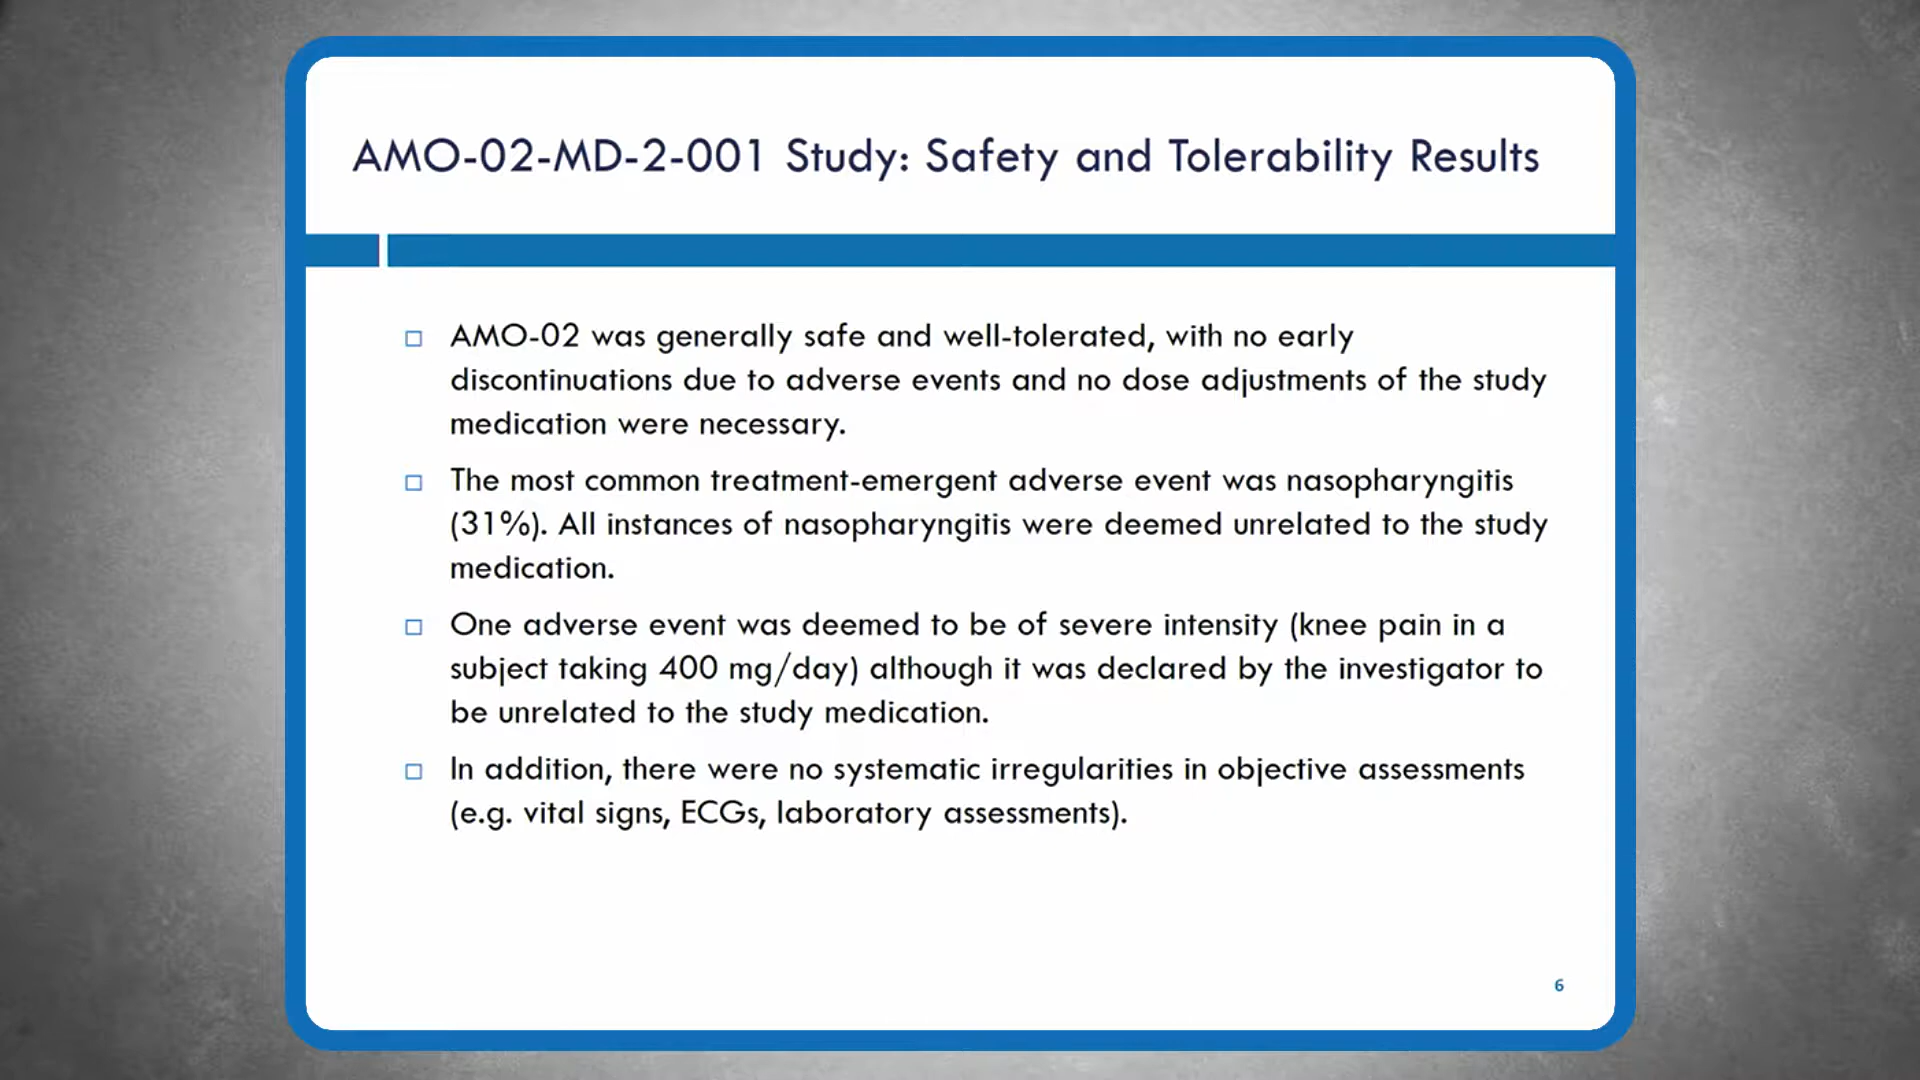 AMO-02-MD-2-001 Study: Safety and Tolerability Results
AMO-02 was generally safe and well-tolerated, with no early
discontinuations due to adverse events and no dose adjustments of the study
medication were necessary.
The most common treatment-emergent adverse event was nasopharyngitis
(31%). All instances of nasopharyngitis were deemed unrelated to the study
medication.
One adverse event was deemed to be of severe intensity (knee pain in a
subject taking 400 mg/day) although it was declared by the investigator to
be unrelated to the study medication.
In addition, there were no systematic irregularities in objective assessments
(e.g. vital signs, ECGs, laboratory assessments).
6